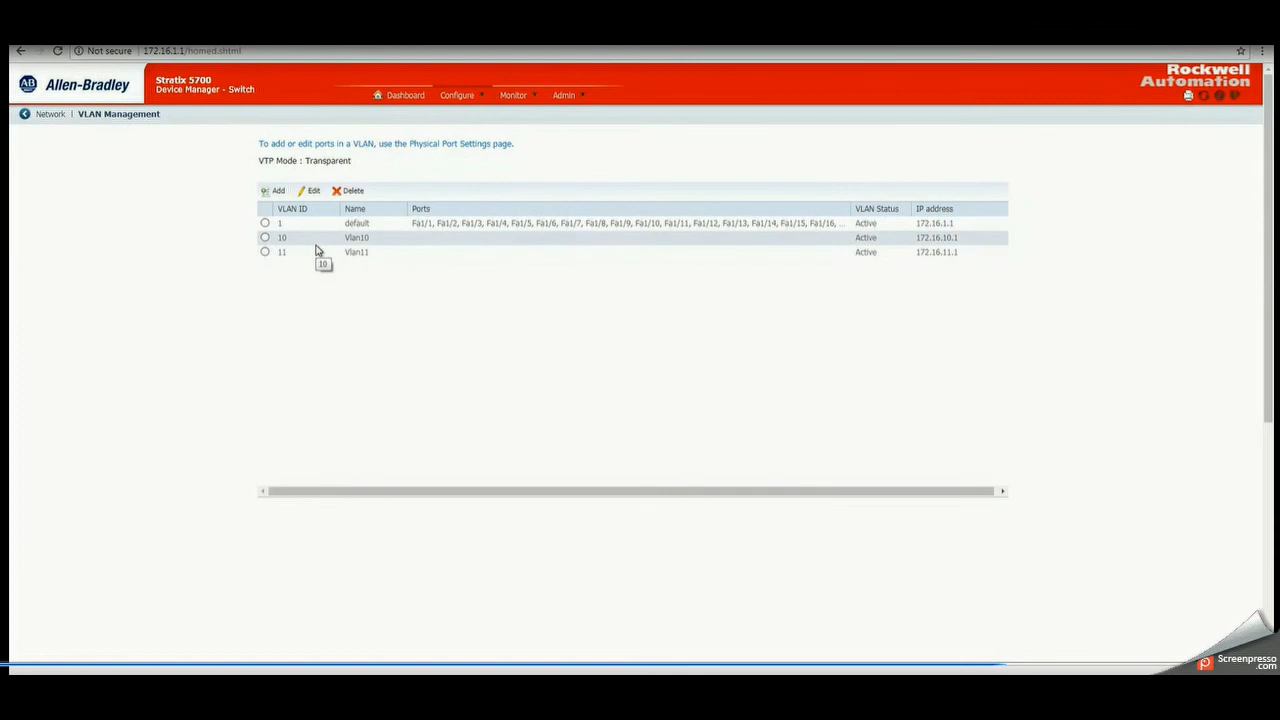 Not secure 172.16.1.1/homed.shtml
AB Allen-Bradley
Stratix 5700
Device Manager - Switch
Rockwell
Automation
Dashboard Configure Monitor Admin
Network | VLAN Management
To add or edit ports in a VLAN, use the Physical Port Settings page.
VTP Mode : Transparent
Add Edit Delete
VLAN ID Name Ports VLAN Status IP address
1 default Fa1/1, Fa1/2, Fa1/3, Fa1/4, Fa1/5, Fa1/6, Fa1/7, Fa1/8, Fa1/9, Fa1/10, Fa1/11, Fa1/12, Fa1/13, Fa1/14, Fa1/15, Fa1/16, ... Active 172.16.1.1
10 Vlan10 Active 172.16.10.1
11 Vlan11 Active 172.16.11.1
10
Screenpresso
.com